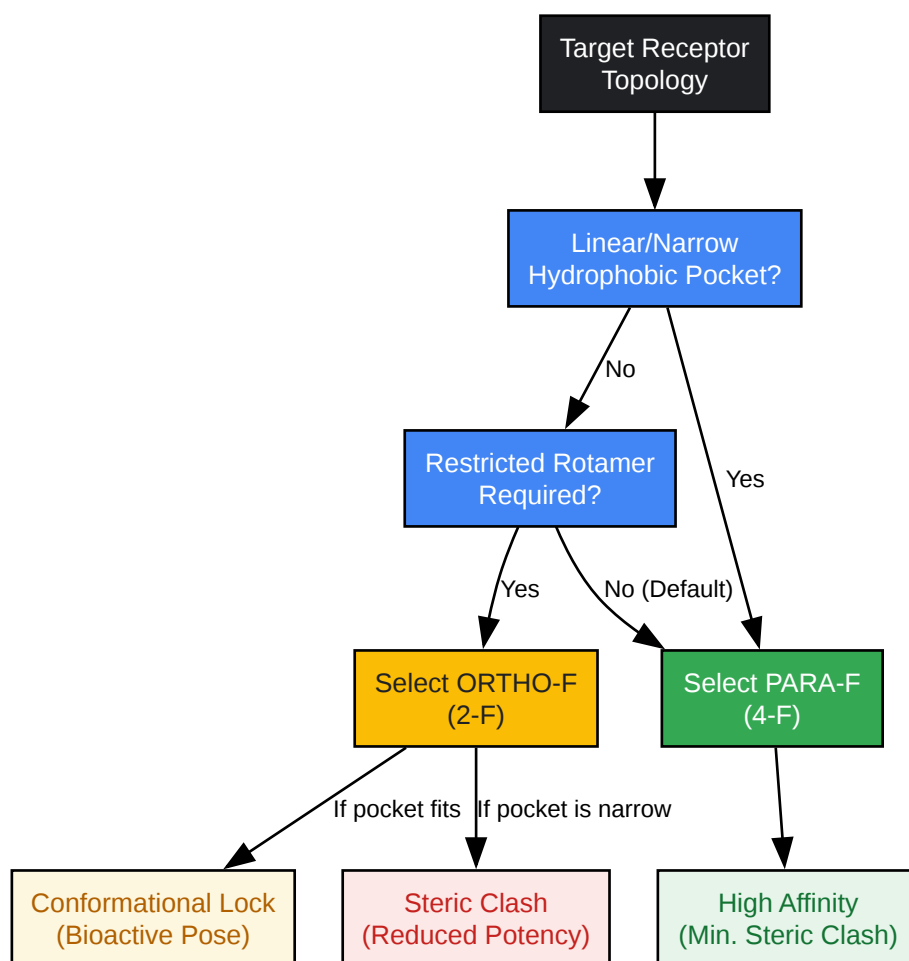 Target Receptor
Topology
Linear/Narrow
Hydrophobic Pocket?
No
Yes
Restricted Rotamer
Required?
Yes
No (Default)
Select ORTHO-F
(2-F)
Select PARA-F
(4-F)
If pocket fits
If pocket is narrow
Conformational Lock
(Bioactive Pose)
Steric Clash
(Reduced Potency)
High Affinity
(Min. Steric Clash)